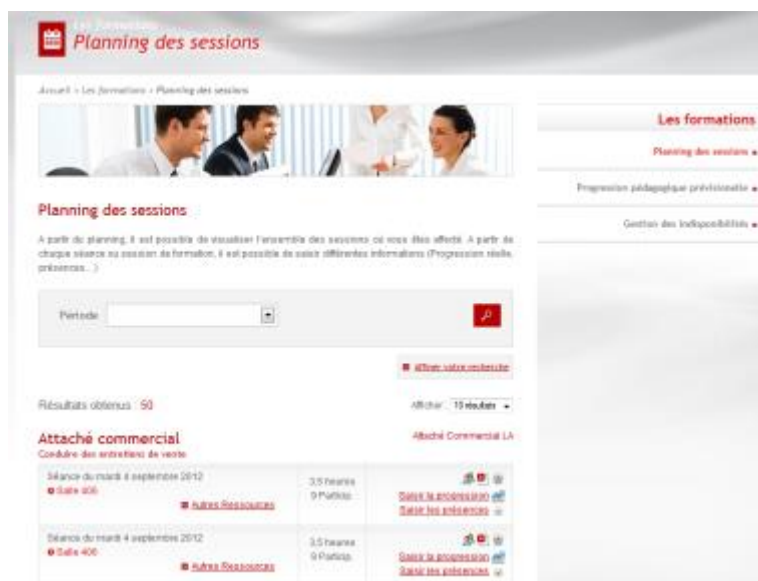 Les formations
Planning des sessions
Accueil > Les formations > Planning des sessions
Les formations
Planning des sessions
Progression pédagogique prévisionelle
Gestion des indisponibilités
Planning des sessions
A partir du planning, il est possible de visualiser l'ensemble des sessions où vous êtes affecté. A partir de
chaque séance ou session de formation, il est possible de saisir différentes informations (Progression réelle,
présences...)
Période
Affiner votre recherche
Résultats obtenus : 50
Afficher : 10 résultats
Attaché commercial
Attaché Commercial LA
Conduire des entretiens de vente
Séance du mardi 4 septembre 2012
Salle 406
Autres Ressources
3,5 heures
9 Particip.
Saisir la progression
Saisir les présences
Séance du mardi 4 septembre 2012
Salle 406
Autres Ressources
3,5 heures
9 Particip.
Saisir la progression
Saisir les présences